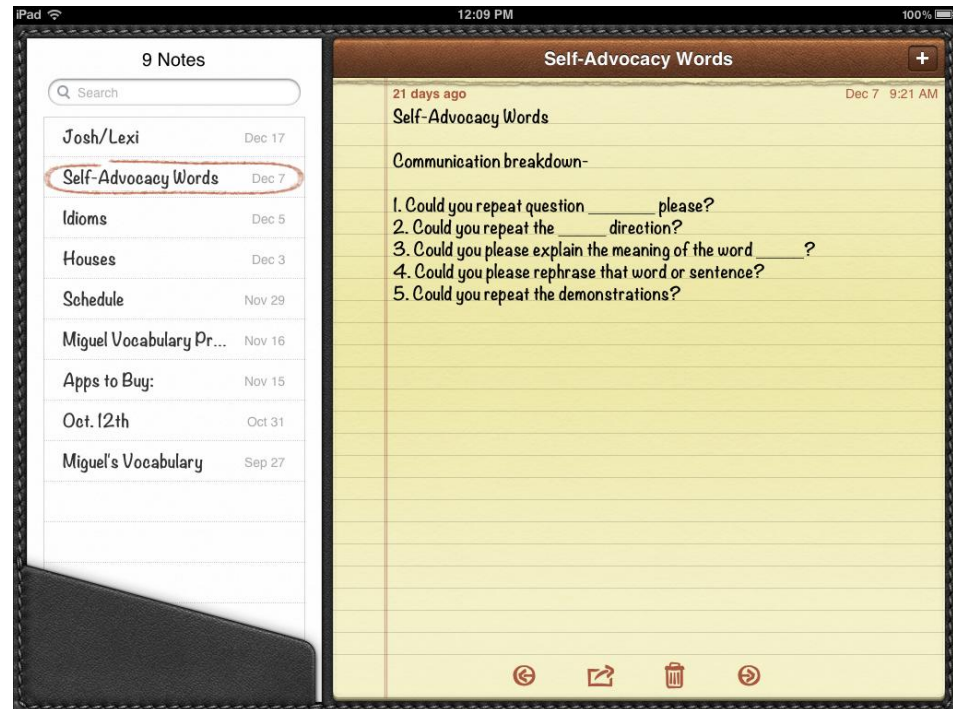 iPad 12:09 PM 100%
9 Notes
Search
Josh/Lexi Dec 17
Self-Advocacy Words Dec 7
Idioms Dec 5
Houses Dec 3
Schedule Nov 29
Miguel Vocabulary Pr... Nov 16
Apps to Buy: Nov 15
Oct. 12th Oct 31
Miguel's Vocabulary Sep 27
Self-Advocacy Words +
21 days ago Dec 7 9:21 AM
Self-Advocacy Words
Communication breakdown-
1. Could you repeat question _______ please?
2. Could you repeat the _____ direction?
3. Could you please explain the meaning of the word _____?
4. Could you please rephrase that word or sentence?
5. Could you repeat the demonstrations?